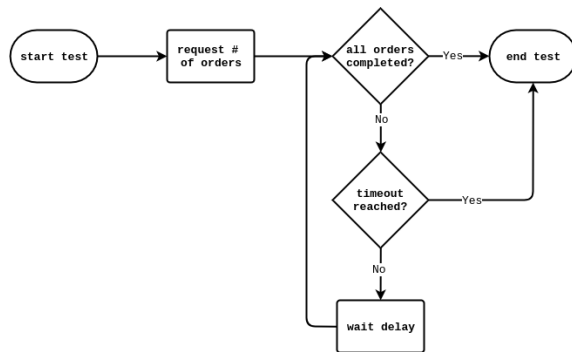 start test
request #
of orders
all orders
completed?
Yes
end test
No
timeout
reached?
Yes
No
wait delay